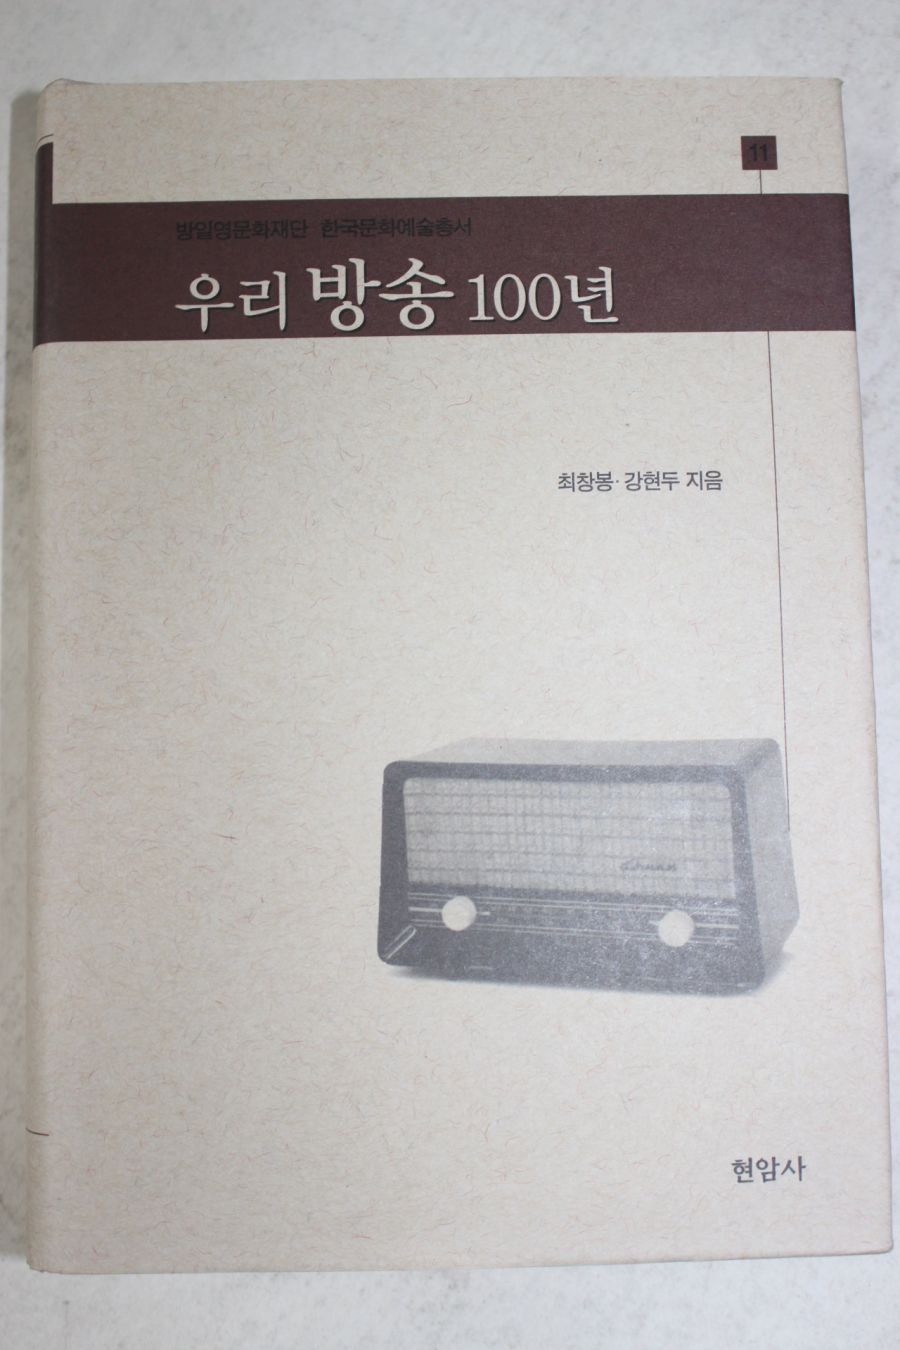 11
방일영문화재단 한국문화예술총서
우리 방송 100년
최창봉·강현두 지음
현암사